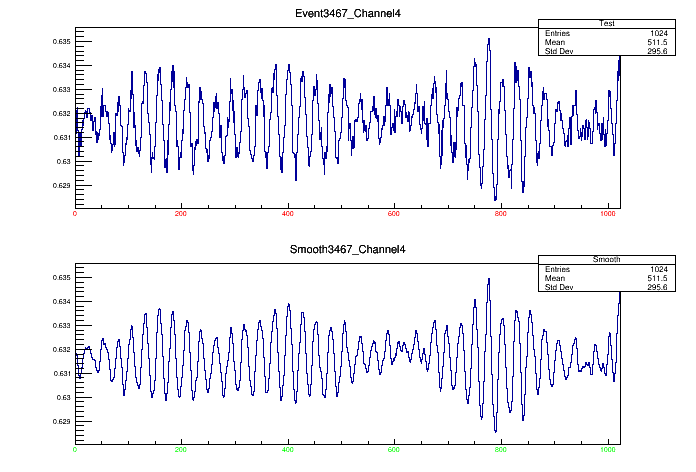 Event3467_Channel4
Test
Entries 1024
Mean 511.5
Std Dev 295.6
0.635
0.634
0.633
0.632
0.631
0.63
0.629
0 200 400 600 800 1000
Smooth3467_Channel4
Smooth
Entries 1024
Mean 511.5
Std Dev 295.6
0.635
0.634
0.633
0.632
0.631
0.63
0.629
0 200 400 600 800 1000